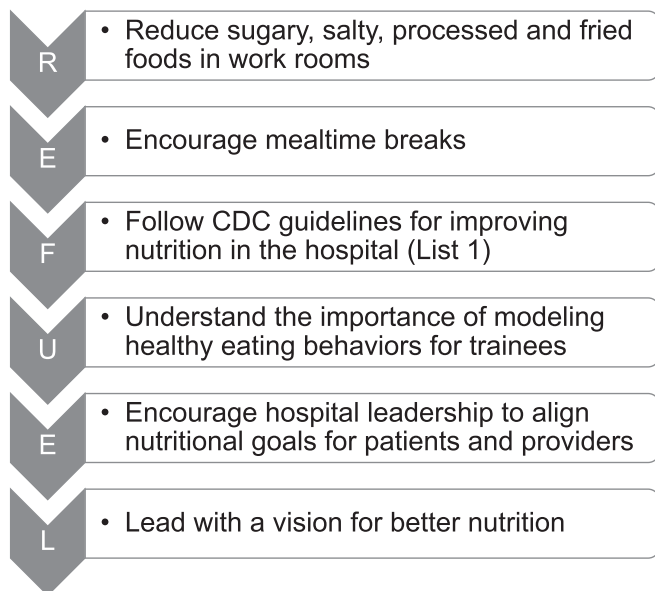 R
• Reduce sugary, salty, processed and fried
foods in work rooms
E
• Encourage mealtime breaks
F
• Follow CDC guidelines for improving
nutrition in the hospital (List 1)
U
• Understand the importance of modeling
healthy eating behaviors for trainees
E
• Encourage hospital leadership to align
nutritional goals for patients and providers
L
• Lead with a vision for better nutrition